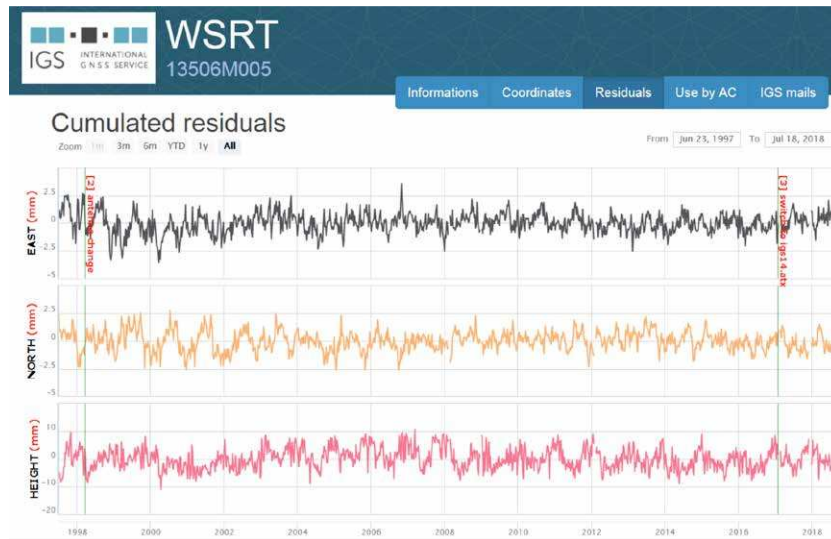 WSRT
IGS INTERNATIONAL
GNSS SERVICE
13506M005
Informations Coordinates Residuals Use by AC IGS mails
Cumulated residuals
Zoom 1m 3m 6m YTD 1y All
From Jun 23, 1997 To Jul 18, 2018
EAST (mm)
2.5
0
-2.5
-5
[2] antenna change
[3] switch to igs14.atx
NORTH (mm)
2.5
0
-2.5
-5
HEIGHT (mm)
10
0
-10
-20
1998 2000 2002 2004 2006 2008 2010 2012 2014 2016 2018